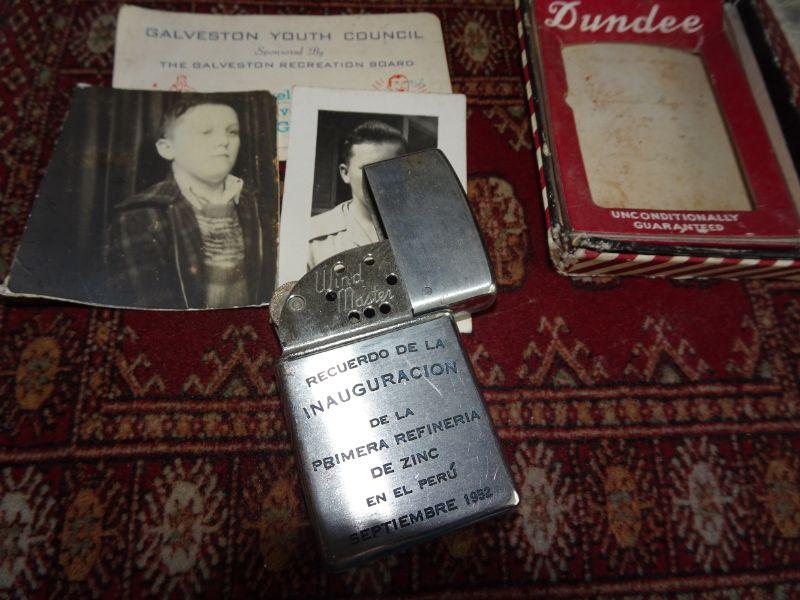 GALVESTON YOUTH COUNCIL
Sponsored By
THE GALVESTON RECREATION BOARD
Dundee
UNCONDITIONALLY
GUARANTEED
Wind
Master
RECUERDO DE LA
INAUGURACION
DE LA
PRIMERA REFINERIA
DE ZINC
EN EL PERÚ
SEPTIEMBRE 1952